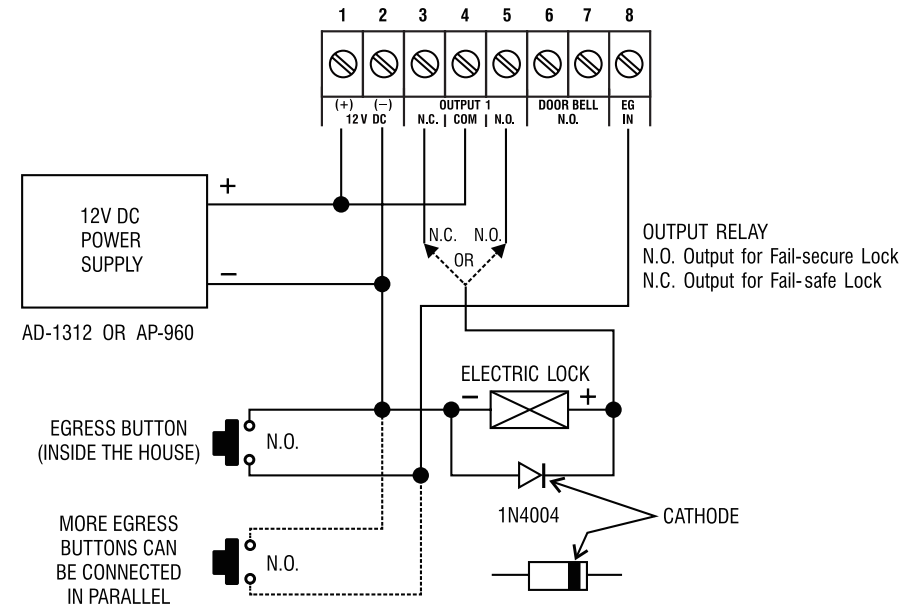 1 2 3 4 5 6 7 8
(+) (−) OUTPUT 1 DOOR BELL EG
12 V DC N.C. | COM | N.O. N.O. IN
+
12V DC
POWER
SUPPLY
−
AD-1312 OR AP-960
N.C. N.O.
OR
OUTPUT RELAY
N.O. Output for Fail-secure Lock
N.C. Output for Fail-safe Lock
ELECTRIC LOCK
− +
EGRESS BUTTON
(INSIDE THE HOUSE)
N.O.
1N4004
CATHODE
MORE EGRESS
BUTTONS CAN
BE CONNECTED
IN PARALLEL
N.O.